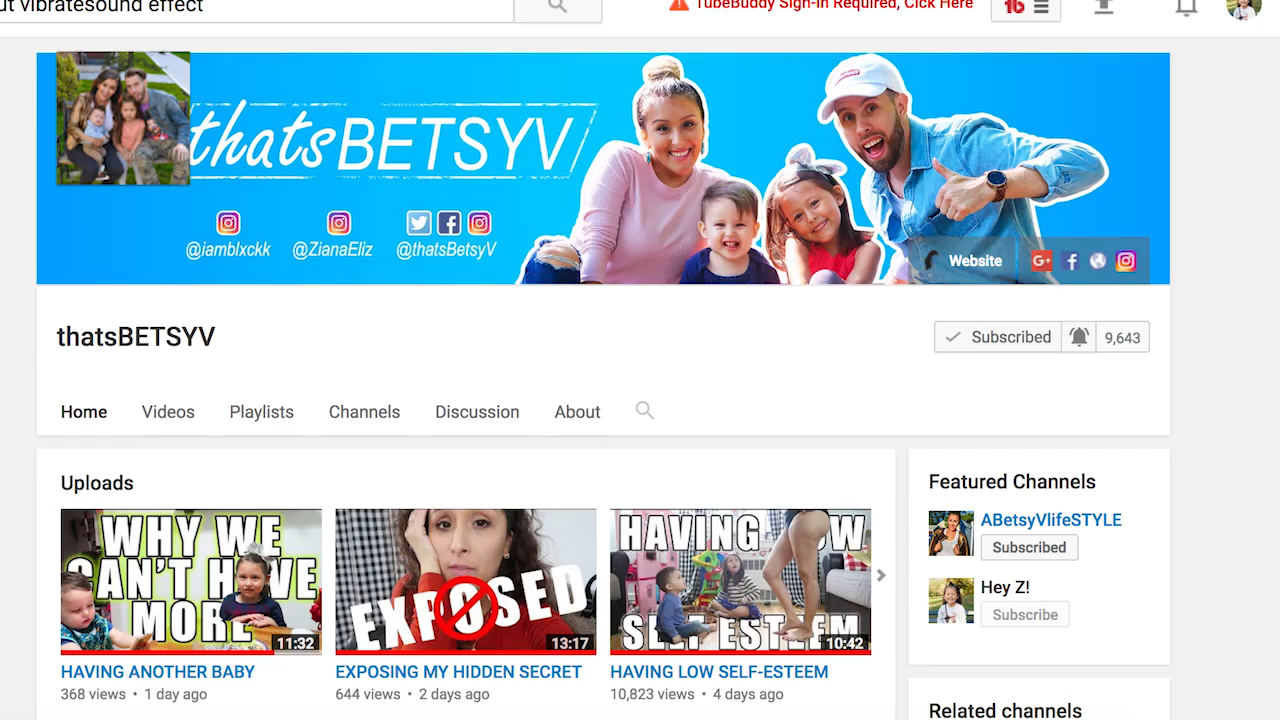 ut vibratesound effect
TubeBuddy Sign-in Required, Click Here
thatsBETSYV
@iamblxckk @ZianaEliz @thatsBetsyV
Website
G+
thatsBETSYV
Subscribed 9,643
Home Videos Playlists Channels Discussion About
Uploads
WHY WE
CAN'T HAVE
MORE
11:32
HAVING ANOTHER BABY
368 views • 1 day ago
EXPOSED
13:17
EXPOSING MY HIDDEN SECRET
644 views • 2 days ago
HAVING LOW
SELF-ESTEEM
10:42
HAVING LOW SELF-ESTEEM
10,823 views • 4 days ago
Featured Channels
ABetsyVlifeSTYLE
Subscribed
Hey Z!
Subscribe
Related channels